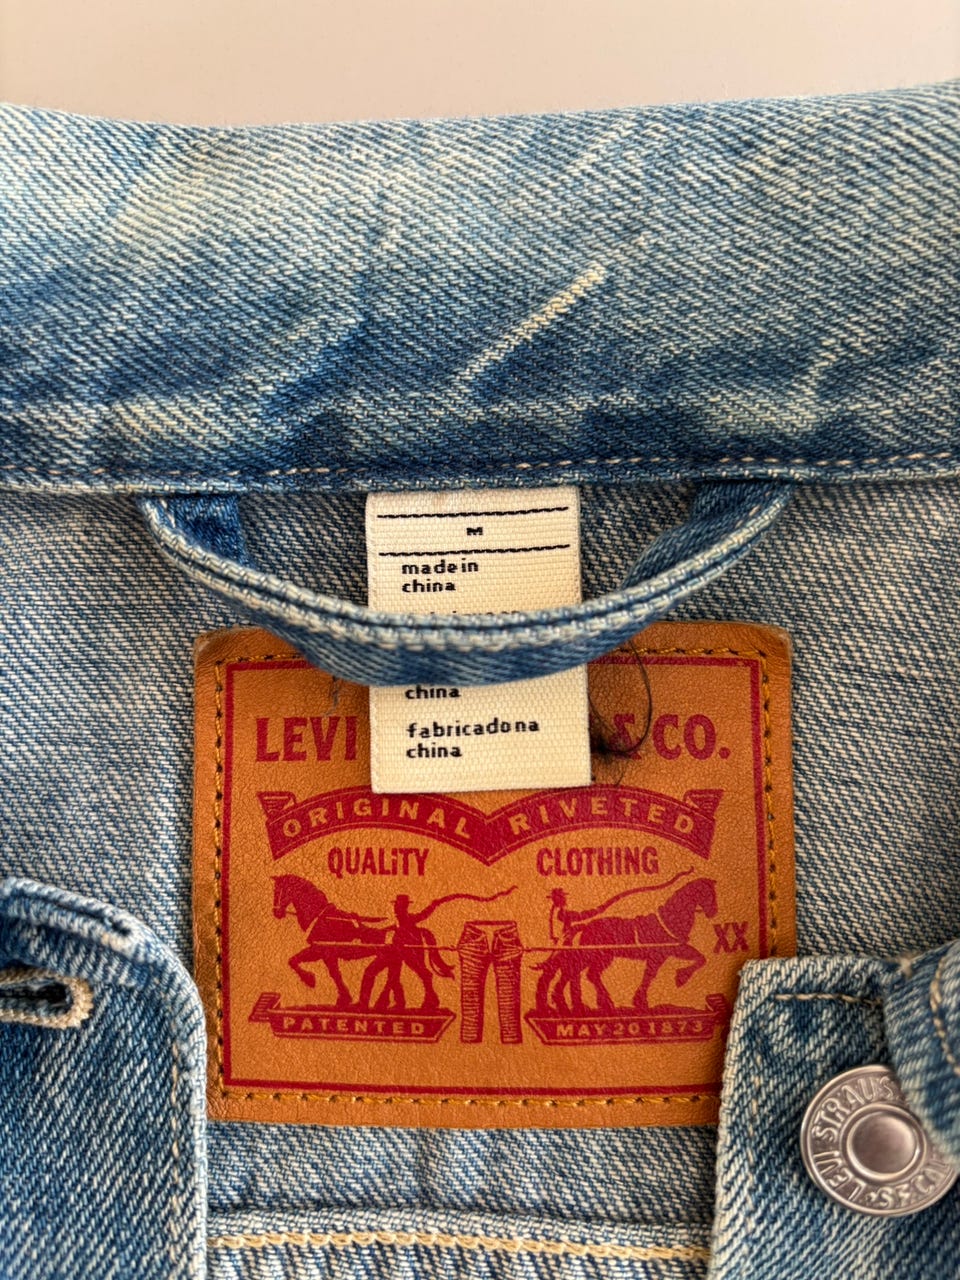 M
made in
china
china
fabricado na
china
LEVI & CO.
ORIGINAL RIVETED
QUALITY CLOTHING
XX
PATENTED MAY 20 1873
LEVI STRAUSS